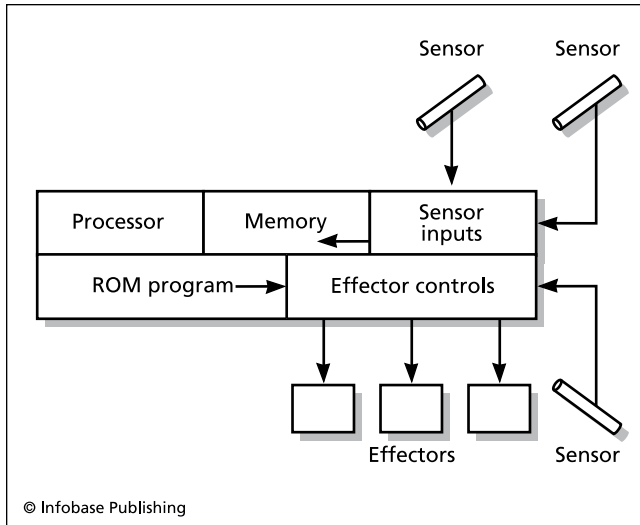 Sensor
Sensor
Processor
Memory
Sensor
inputs
ROM program
Effector controls
Effectors
Sensor
© Infobase Publishing